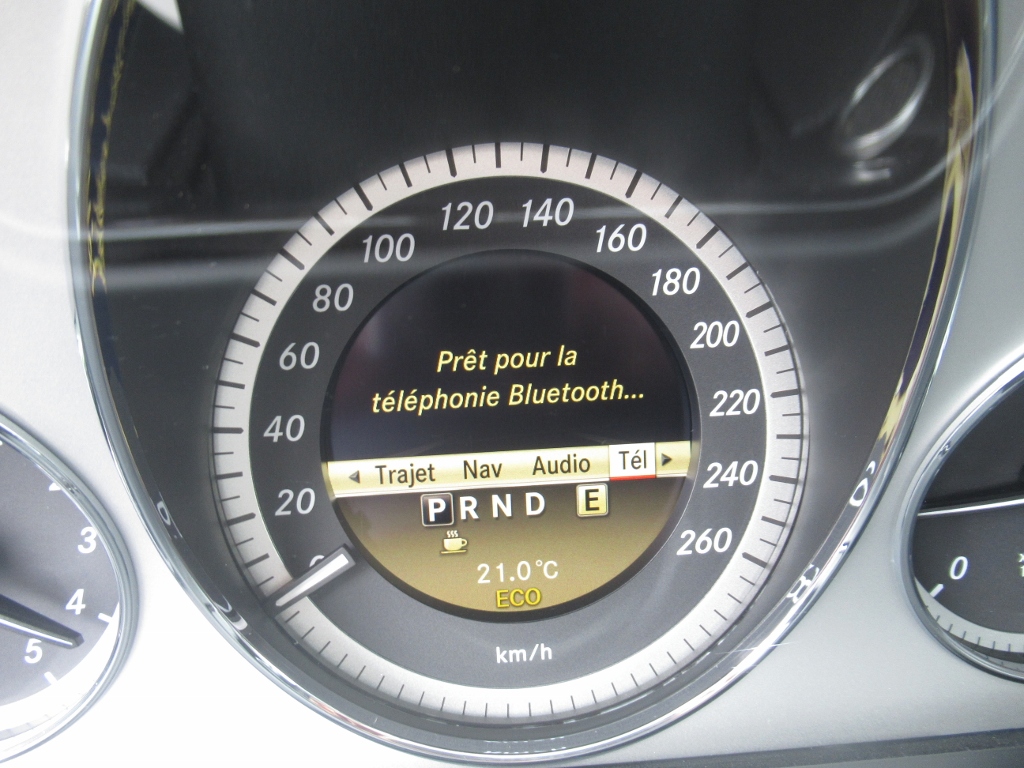 120 140
100 160
80 180
60 200
40 220
20 240
0 260
Prêt pour la
téléphonie Bluetooth...
Trajet Nav Audio Tél
P R N D E
21.0°C
ECO
km/h
3
4
5
0